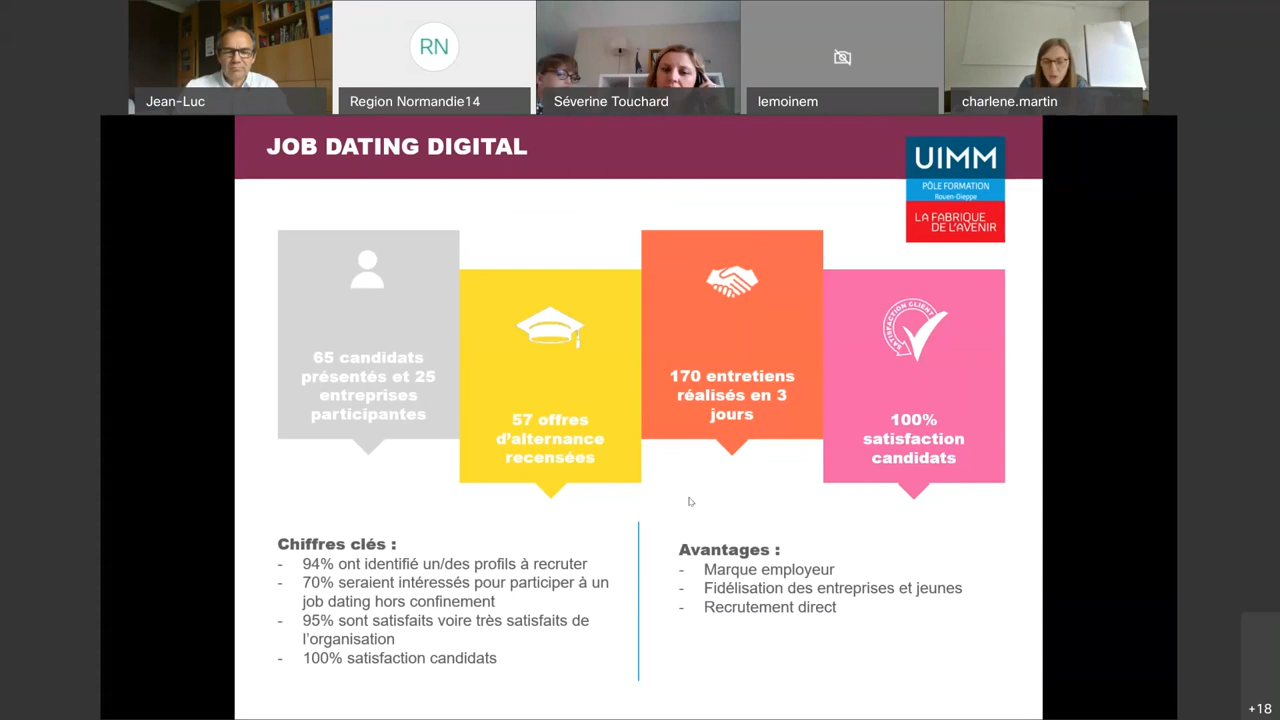 RN
Jean-Luc
Region Normandie14
Séverine Touchard
lemoinem
charlene.martin
JOB DATING DIGITAL
UIMM
PÔLE FORMATION
Rouen-Dieppe
LA FABRIQUE
DE L'AVENIR
65 candidats
présentés et 25
entreprises
participantes
57 offres
d'alternance
recensées
170 entretiens
réalisés en 3
jours
SATISFACTION CLIENT
100%
satisfaction
candidats
Chiffres clés :
- 94% ont identifié un/des profils à recruter
- 70% seraient intéressés pour participer à un
job dating hors confinement
- 95% sont satisfaits voire très satisfaits de
l'organisation
- 100% satisfaction candidats
Avantages :
- Marque employeur
- Fidélisation des entreprises et jeunes
- Recrutement direct
+18